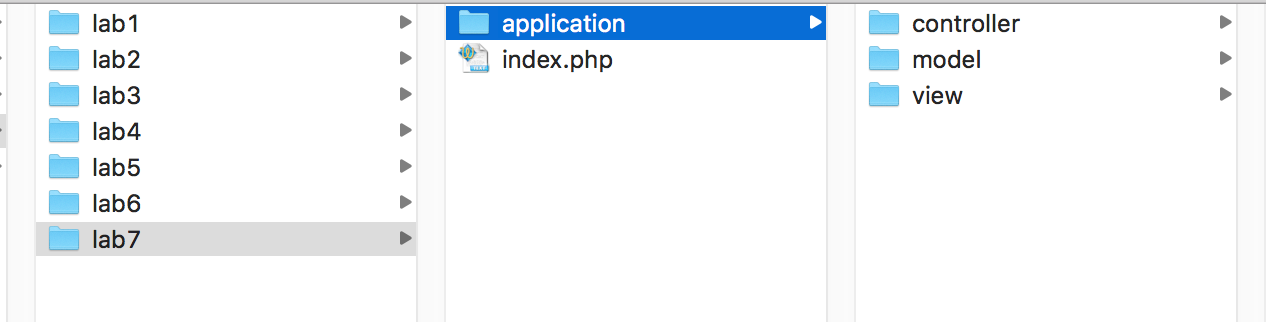 lab1
lab2
lab3
lab4
lab5
lab6
lab7
application
index.php
controller
model
view